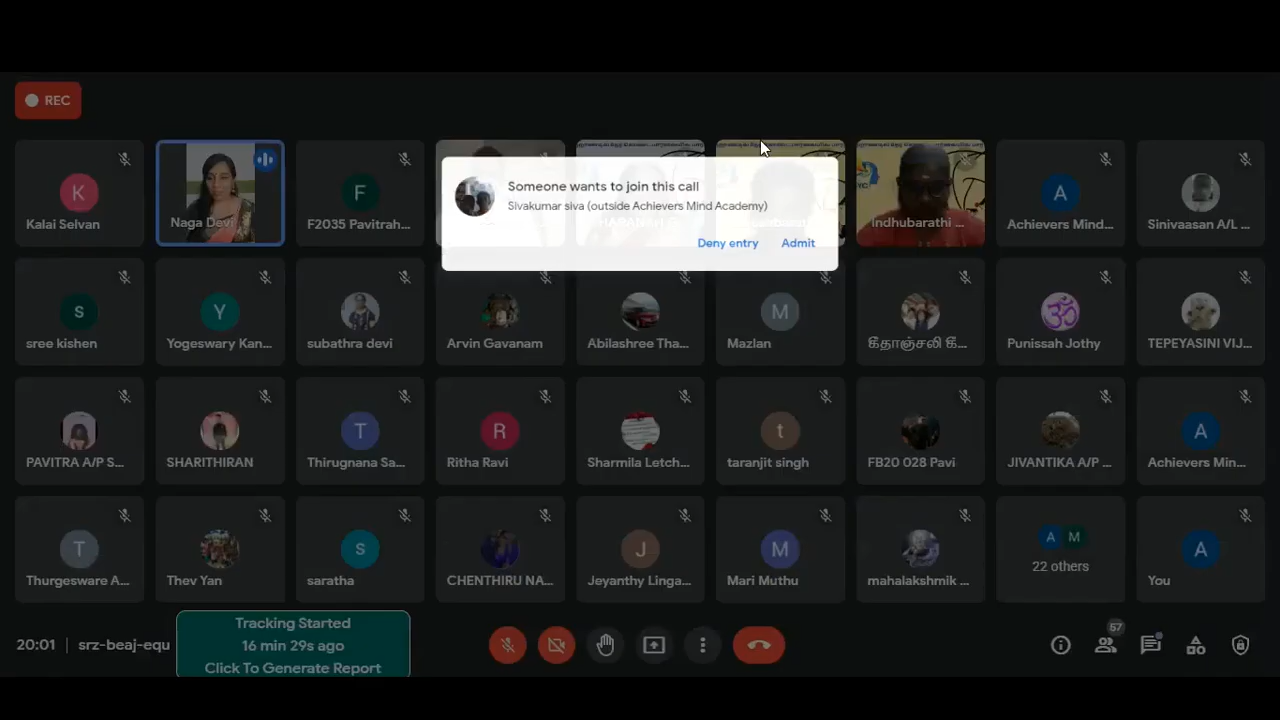 REC
K
Kalai Selvan
Naga Devi
F
F2035 Pavitrah...
Someone wants to join this call
Sivakumar siva (outside Achievers Mind Academy)
Deny entry
Admit
Indhubarathi ...
A
Achievers Mind...
Sinivaasan A/L ...
s
sree kishen
Y
Yogeswary Kan...
subathra devi
Arvin Gavanam
Abilashree Tha...
M
Mazlan
கீதாஞ்சலி கீ...
ॐ
Punissah Jothy
TEPEYASINI VIJ...
PAVITRA A/P S...
SHARITHIRAN
T
Thirugnana Sa...
R
Ritha Ravi
Sharmila Letch...
t
taranjit singh
FB20 028 Pavi
JIVANTIKA A/P ...
A
Achievers Min...
T
Thurgesware A...
Thev Yan
s
saratha
CHENTHIRU NA...
J
Jeyanthy Linga...
M
Mari Muthu
mahalakshmik ...
A M
22 others
A
You
20:01 | srz-beaj-equ
Tracking Started
16 min 29s ago
Click To Generate Report
57